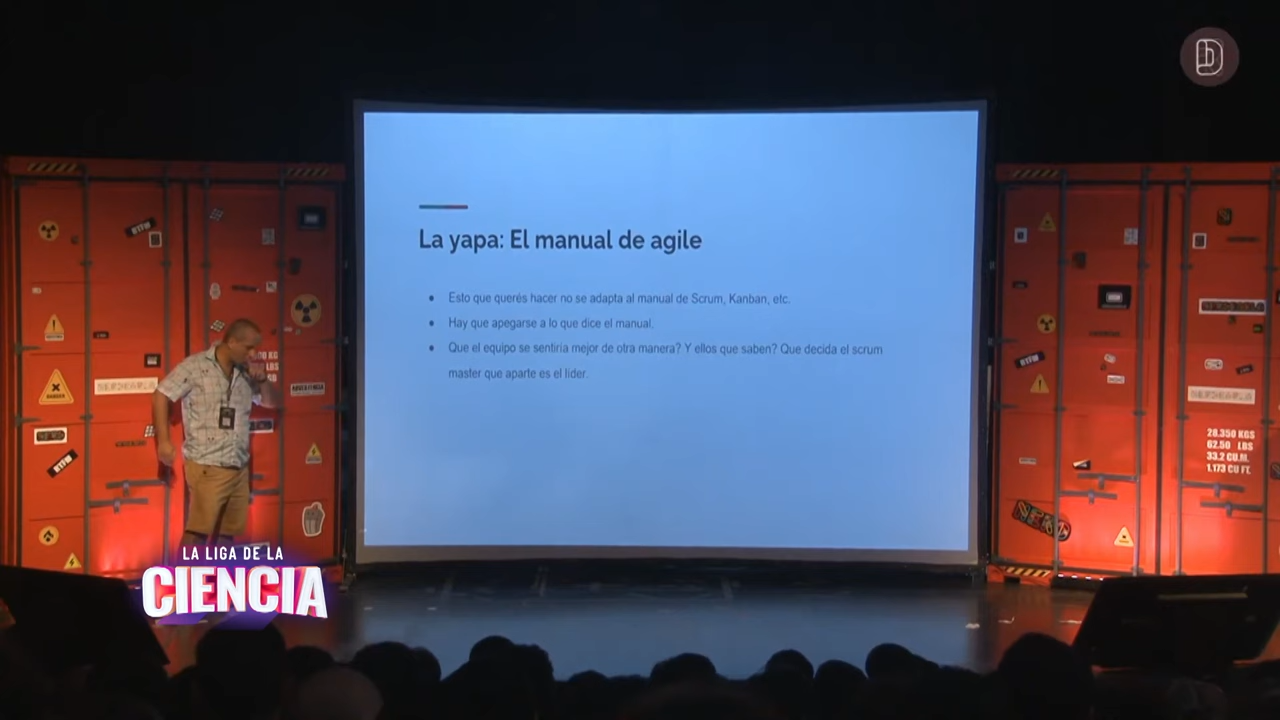 La yapa: El manual de agile
Esto que querés hacer no se adapta al manual de Scrum, Kanban, etc.
Hay que apegarse a lo que dice el manual.
Que el equipo se sentiria mejor de otra manera? Y ellos que saben? Que decida el scrum
master que aparte es el lider.
NERDEARLA
DANGER
NERDEARLA
28.350 KGS
62.50 LBS
33.2 CU.M.
1.173 CU FT.
LA LIGA DE LA
CIENCIA